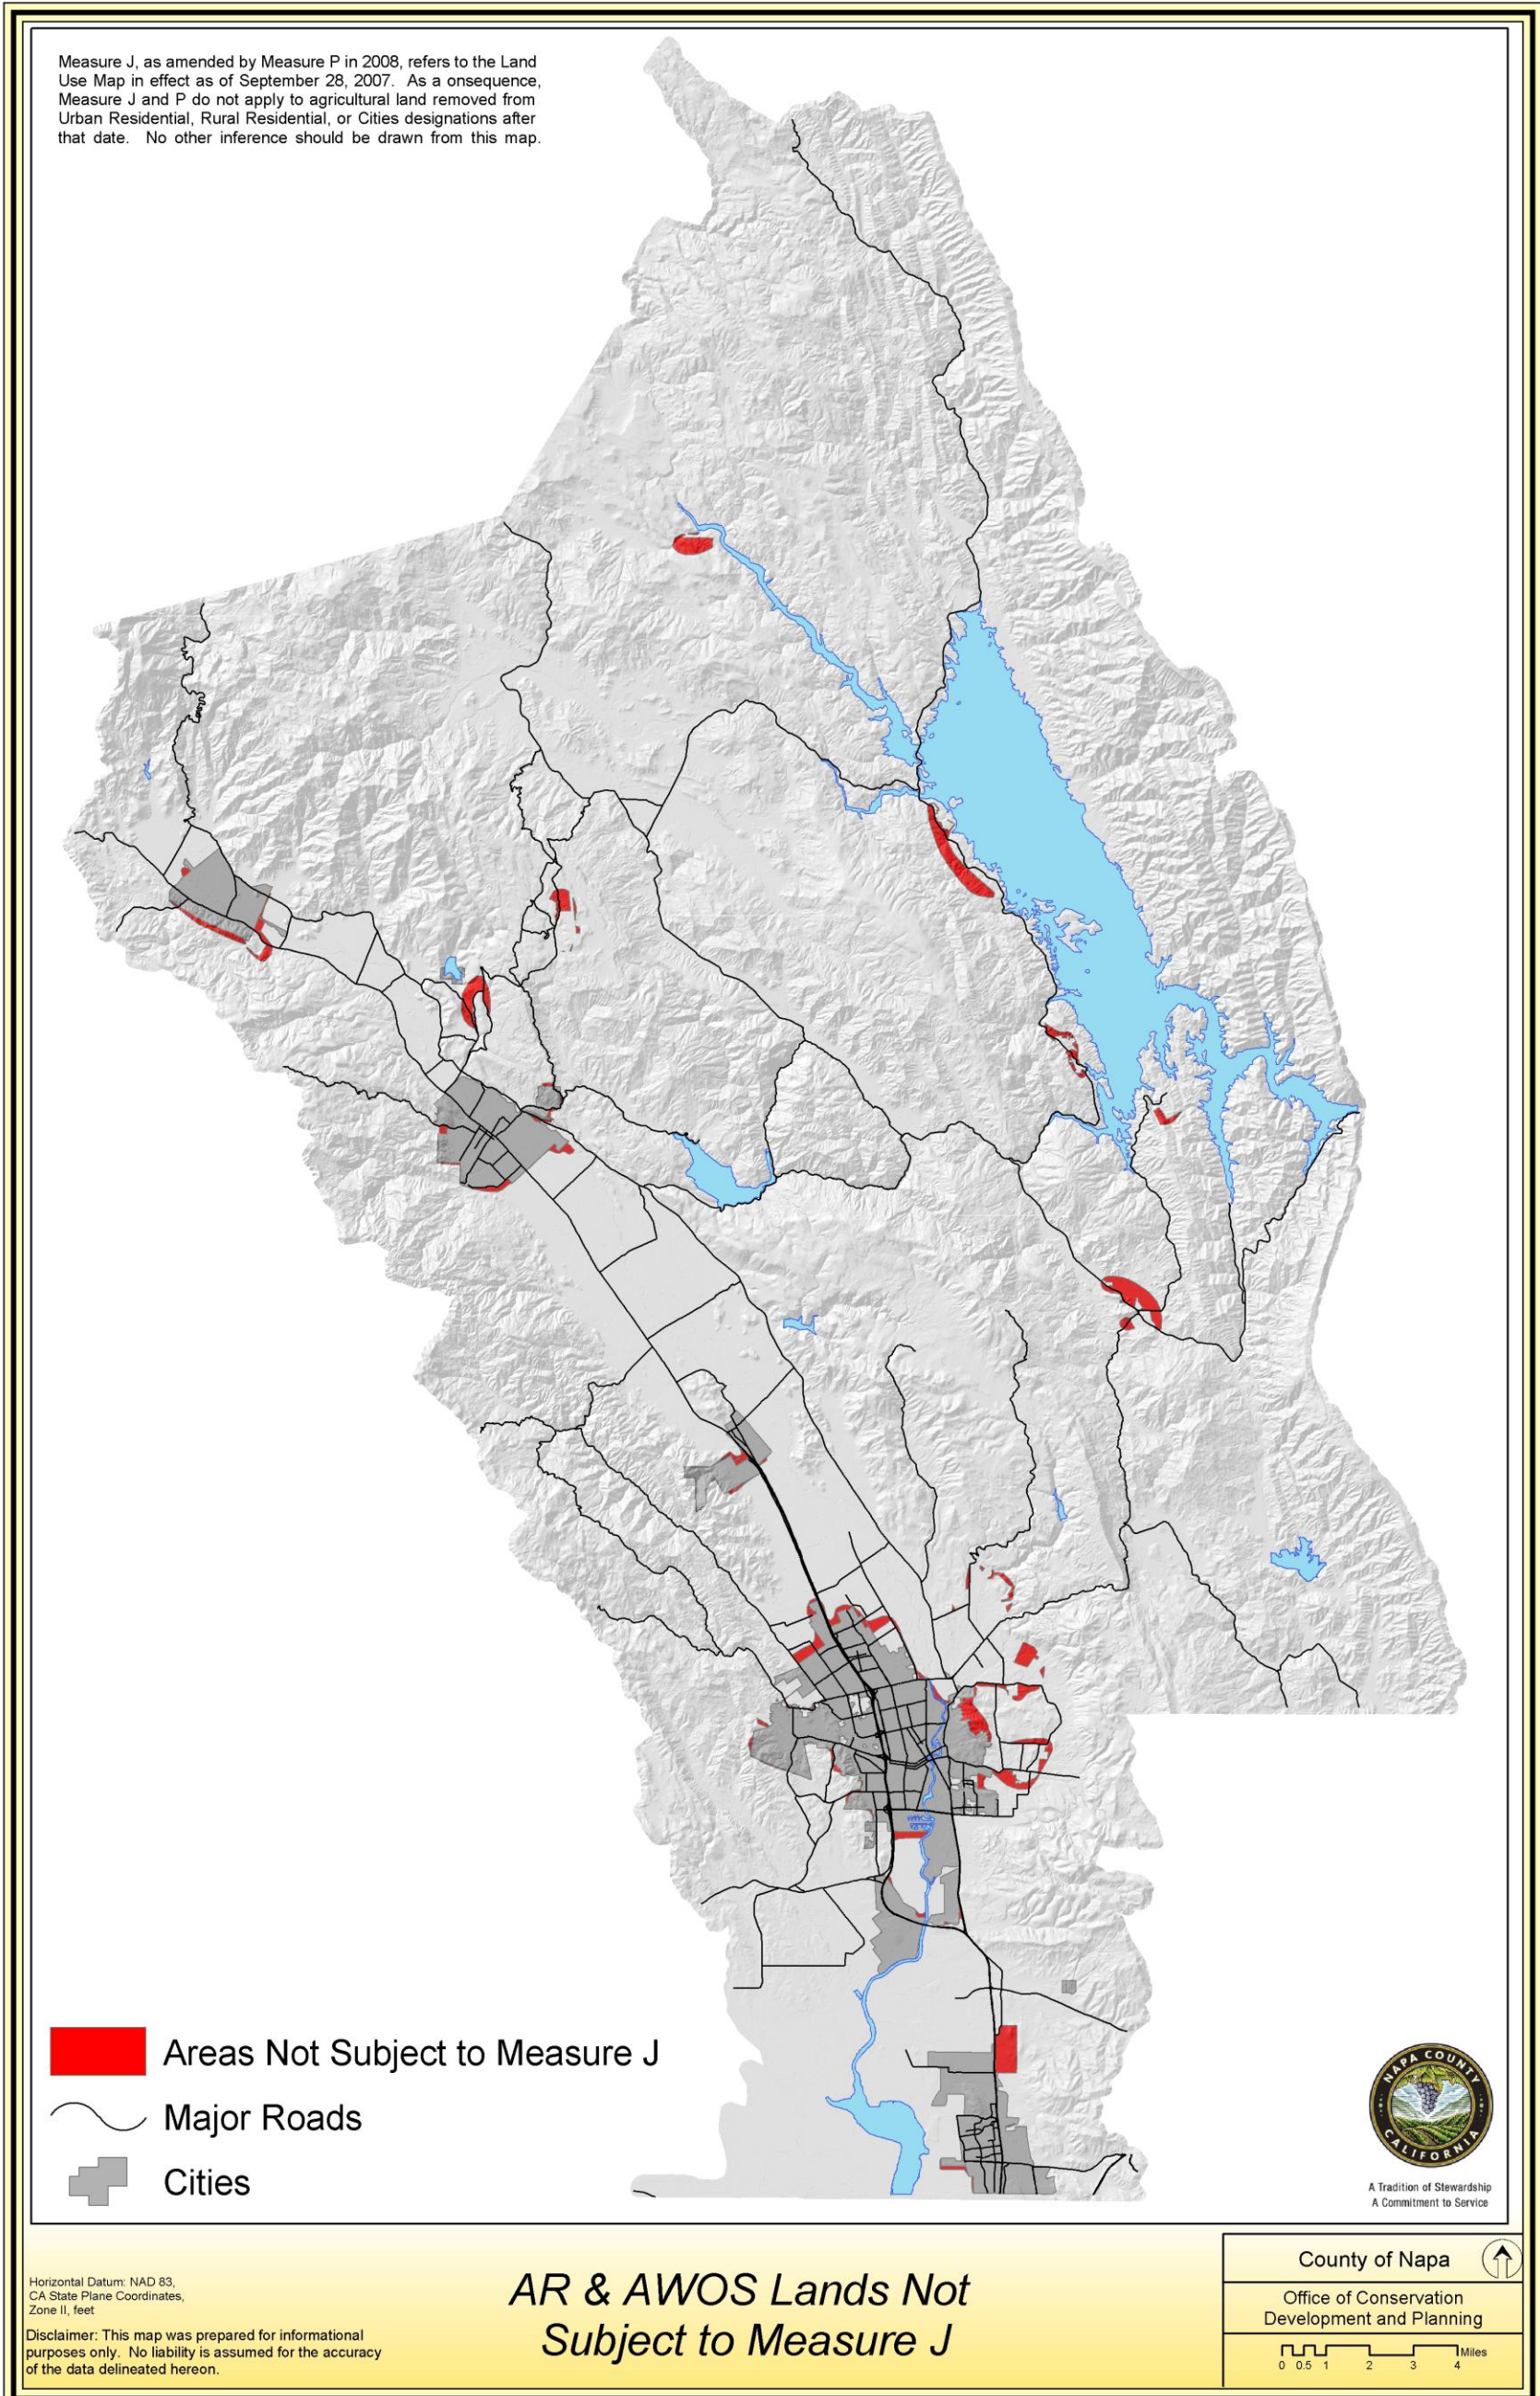 Measure J, as amended by Measure P in 2008, refers to the Land
Use Map in effect as of September 28, 2007. As a onsequence,
Measure J and P do not apply to agricultural land removed from
Urban Residential, Rural Residential, or Cities designations after
that date. No other inference should be drawn from this map.
Areas Not Subject to Measure J
Major Roads
Cities
NAPA COUNTY
CALIFORNIA
A Tradition of Stewardship
A Commitment to Service
Horizontal Datum: NAD 83,
CA State Plane Coordinates,
Zone II, feet
Disclaimer: This map was prepared for informational
purposes only. No liability is assumed for the accuracy
of the data delineated hereon.
AR & AWOS Lands Not
Subject to Measure J
County of Napa
Office of Conservation
Development and Planning
Miles
0 0.5 1 2 3 4